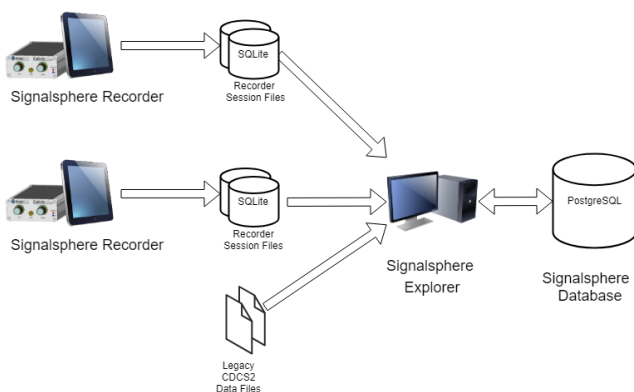 SQLite
Recorder
Session Files
Signalsphere Recorder
SQLite
Recorder
Session Files
Signalsphere Recorder
PostgreSQL
Signalsphere
Explorer
Signalsphere
Database
Legacy
CDCS2
Data Files